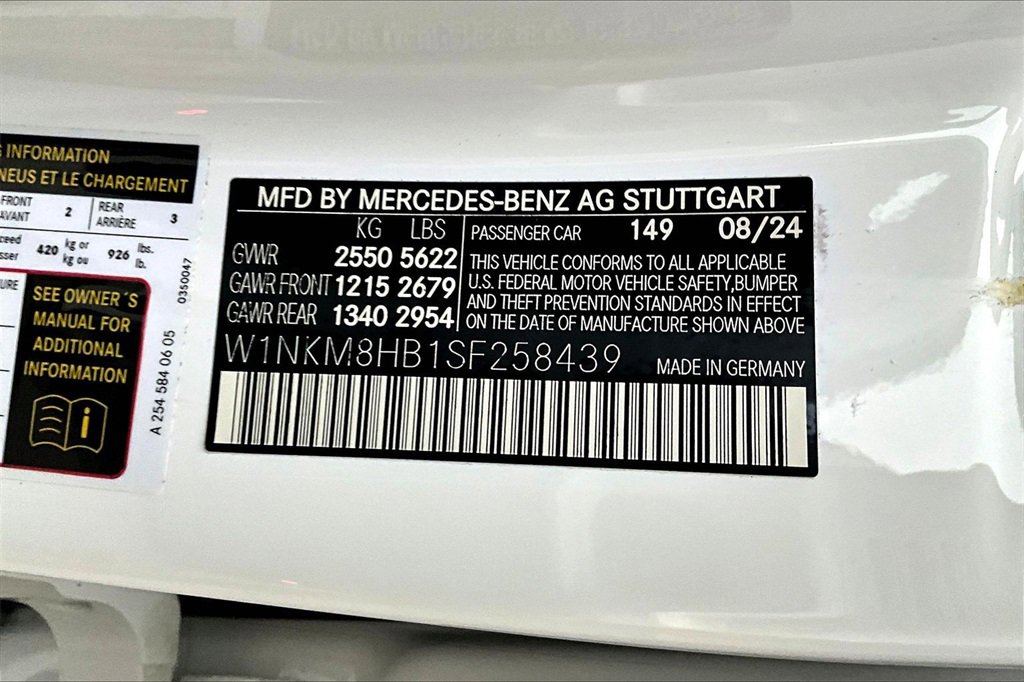 INFORMATION
NEUS ET LE CHARGEMENT
FRONT
AVANT
2
REAR
ARRIÈRE
3
420 kg or
kg ou
926 lbs.
lb.
SEE OWNER´S
MANUAL FOR
ADDITIONAL
INFORMATION
A 254 584 06 05
0350047
MFD BY MERCEDES-BENZ AG STUTTGART
KG LBS
GVWR 2550 5622
GAWR FRONT 1215 2679
GAWR REAR 1340 2954
PASSENGER CAR 149 08/24
THIS VEHICLE CONFORMS TO ALL APPLICABLE
U.S. FEDERAL MOTOR VEHICLE SAFETY,BUMPER
AND THEFT PREVENTION STANDARDS IN EFFECT
ON THE DATE OF MANUFACTURE SHOWN ABOVE
W1NKM8HB1SF258439
MADE IN GERMANY